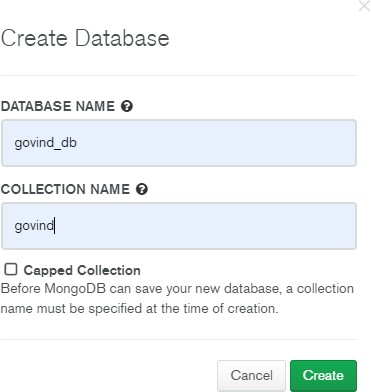 Create Database
DATABASE NAME
govind_db
COLLECTION NAME
govind
Capped Collection
Before MongoDB can save your new database, a collection
name must be specified at the time of creation.
Cancel
Create